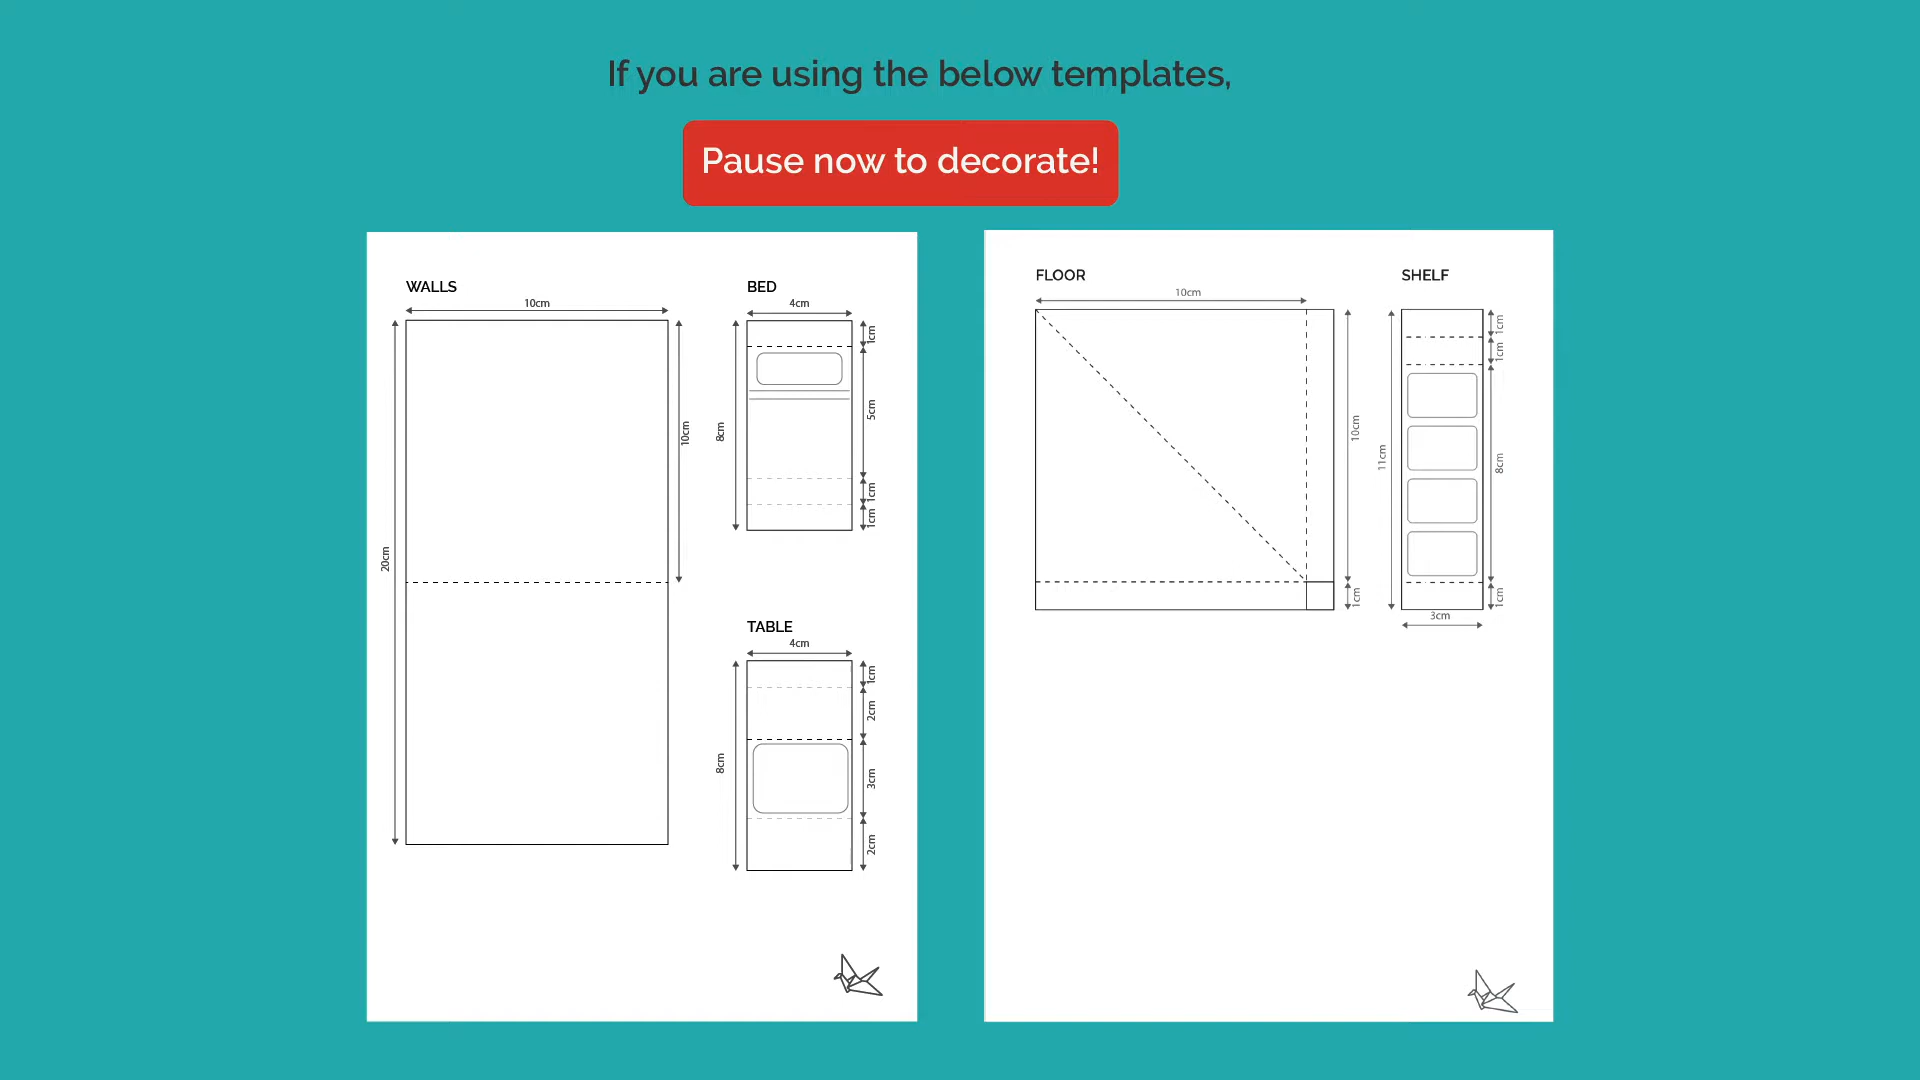 If you are using the below templates,
Pause now to decorate!
WALLS
10cm
20cm
10cm
BED
4cm
8cm
1cm
5cm
1cm
1cm
TABLE
4cm
8cm
1cm
2cm
3cm
2cm
FLOOR
10cm
10cm
1cm
SHELF
11cm
1cm
1cm
8cm
1cm
3cm